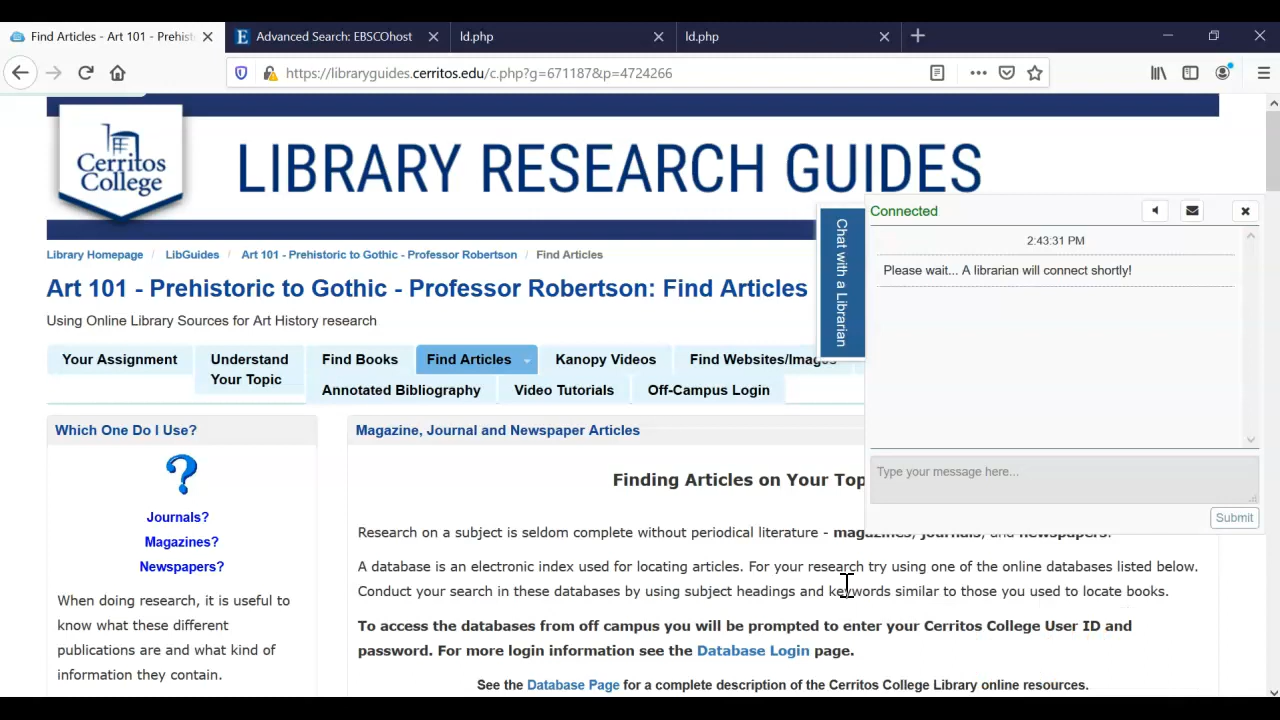 Find Articles - Art 101 - Prehist
Advanced Search: EBSCOhost
ld.php
ld.php
https://libraryguides.cerritos.edu/c.php?g=671187&p=4724266
Cerritos
College
LIBRARY RESEARCH GUIDES
Connected
Chat with a Librarian
2:43:31 PM
Please wait... A librarian will connect shortly!
Type your message here...
Submit
Library Homepage / LibGuides / Art 101 - Prehistoric to Gothic - Professor Robertson / Find Articles
Art 101 - Prehistoric to Gothic - Professor Robertson: Find Articles
Using Online Library Sources for Art History research
Your Assignment
Understand
Your Topic
Find Books
Find Articles
Kanopy Videos
Find Websites/Images
Annotated Bibliography
Video Tutorials
Off-Campus Login
Which One Do I Use?
?
Journals?
Magazines?
Newspapers?
When doing research, it is useful to
know what these different
publications are and what kind of
information they contain.
Magazine, Journal and Newspaper Articles
Finding Articles on Your Top
Research on a subject is seldom complete without periodical literature - magazines, journals, and newspapers.
A database is an electronic index used for locating articles. For your research try using one of the online databases listed below.
Conduct your search in these databases by using subject headings and keywords similar to those you used to locate books.
To access the databases from off campus you will be prompted to enter your Cerritos College User ID and
password. For more login information see the Database Login page.
See the Database Page for a complete description of the Cerritos College Library online resources.